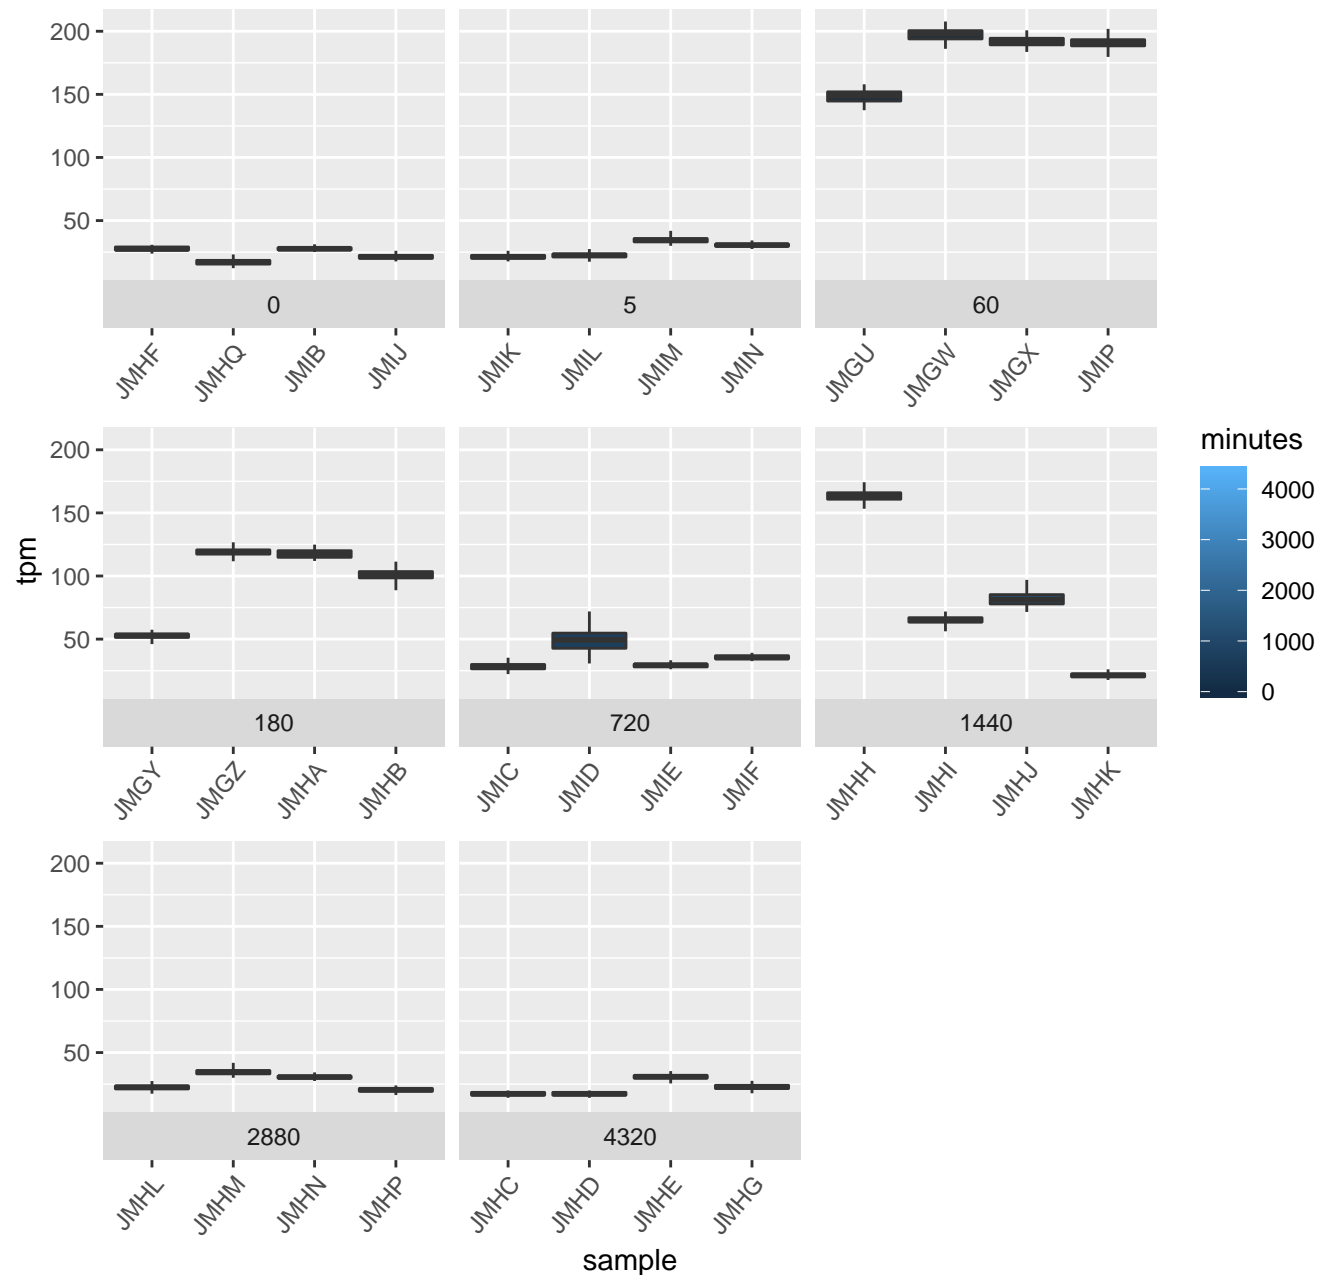 200
150
100
50
0
5
60
JMHF
JMHQ
JMIB
JMIJ
JMIK
JMIL
JMIM
JMIN
JMGU
JMGW
JMGX
JMIP
tpm
200
150
100
50
180
720
1440
JMGY
JMGZ
JMHA
JMHB
JMIC
JMID
JMIE
JMIF
JMHH
JMHI
JMHJ
JMHK
minutes
4000
3000
2000
1000
0
200
150
100
50
2880
4320
JMHL
JMHM
JMHN
JMHP
JMHC
JMHD
JMHE
JMHG
sample